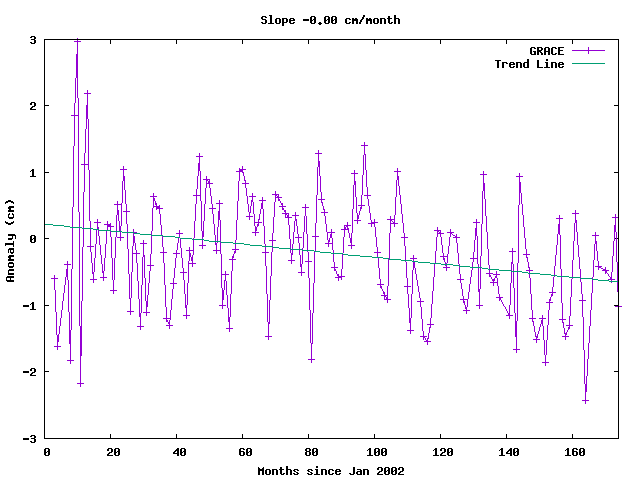 Slope -0.00 cm/month
GRACE
Trend Line
3
2
1
0
-1
-2
-3
Anomaly (cm)
0 20 40 60 80 100 120 140 160
Months since Jan 2002